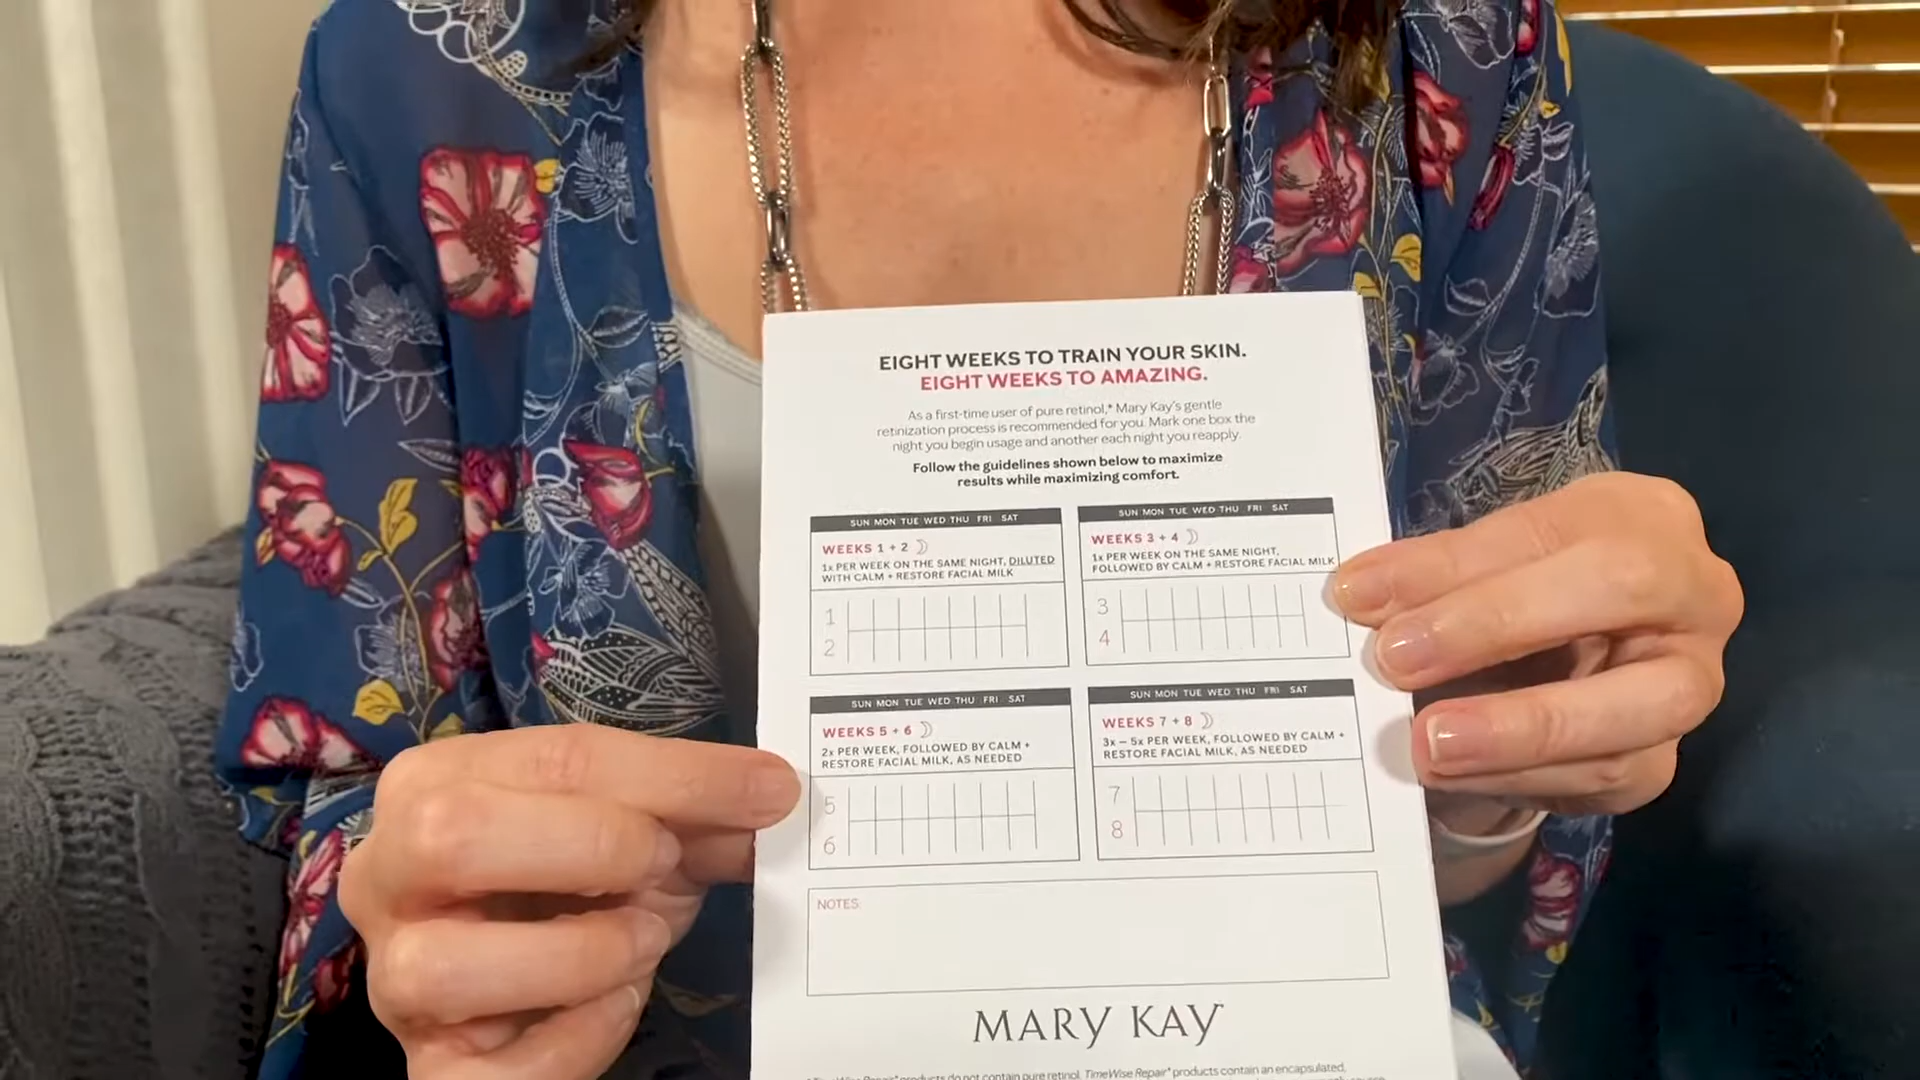 EIGHT WEEKS TO TRAIN YOUR SKIN.
EIGHT WEEKS TO AMAZING.
As a first-time user of pure retinol,* Mary Kay's gentle
retinization process is recommended for you. Mark one box the
night you begin usage and another each night you reapply.
Follow the guidelines shown below to maximize
results while maximizing comfort.
SUN MON TUE WED THU FRI SAT
WEEKS 1 + 2
1x PER WEEK ON THE SAME NIGHT, DILUTED
WITH CALM + RESTORE FACIAL MILK
1
2
SUN MON TUE WED THU FRI SAT
WEEKS 3 + 4
1x PER WEEK ON THE SAME NIGHT,
FOLLOWED BY CALM + RESTORE FACIAL MILK
3
4
SUN MON TUE WED THU FRI SAT
WEEKS 5 + 6
2x PER WEEK, FOLLOWED BY CALM +
RESTORE FACIAL MILK, AS NEEDED
5
6
SUN MON TUE WED THU FRI SAT
WEEKS 7 + 8
3x – 5x PER WEEK, FOLLOWED BY CALM +
RESTORE FACIAL MILK, AS NEEDED
7
8
NOTES:
MARY KAY
*TimeWise Repair® products do not contain pure retinol. TimeWise Repair® products contain an encapsulated,